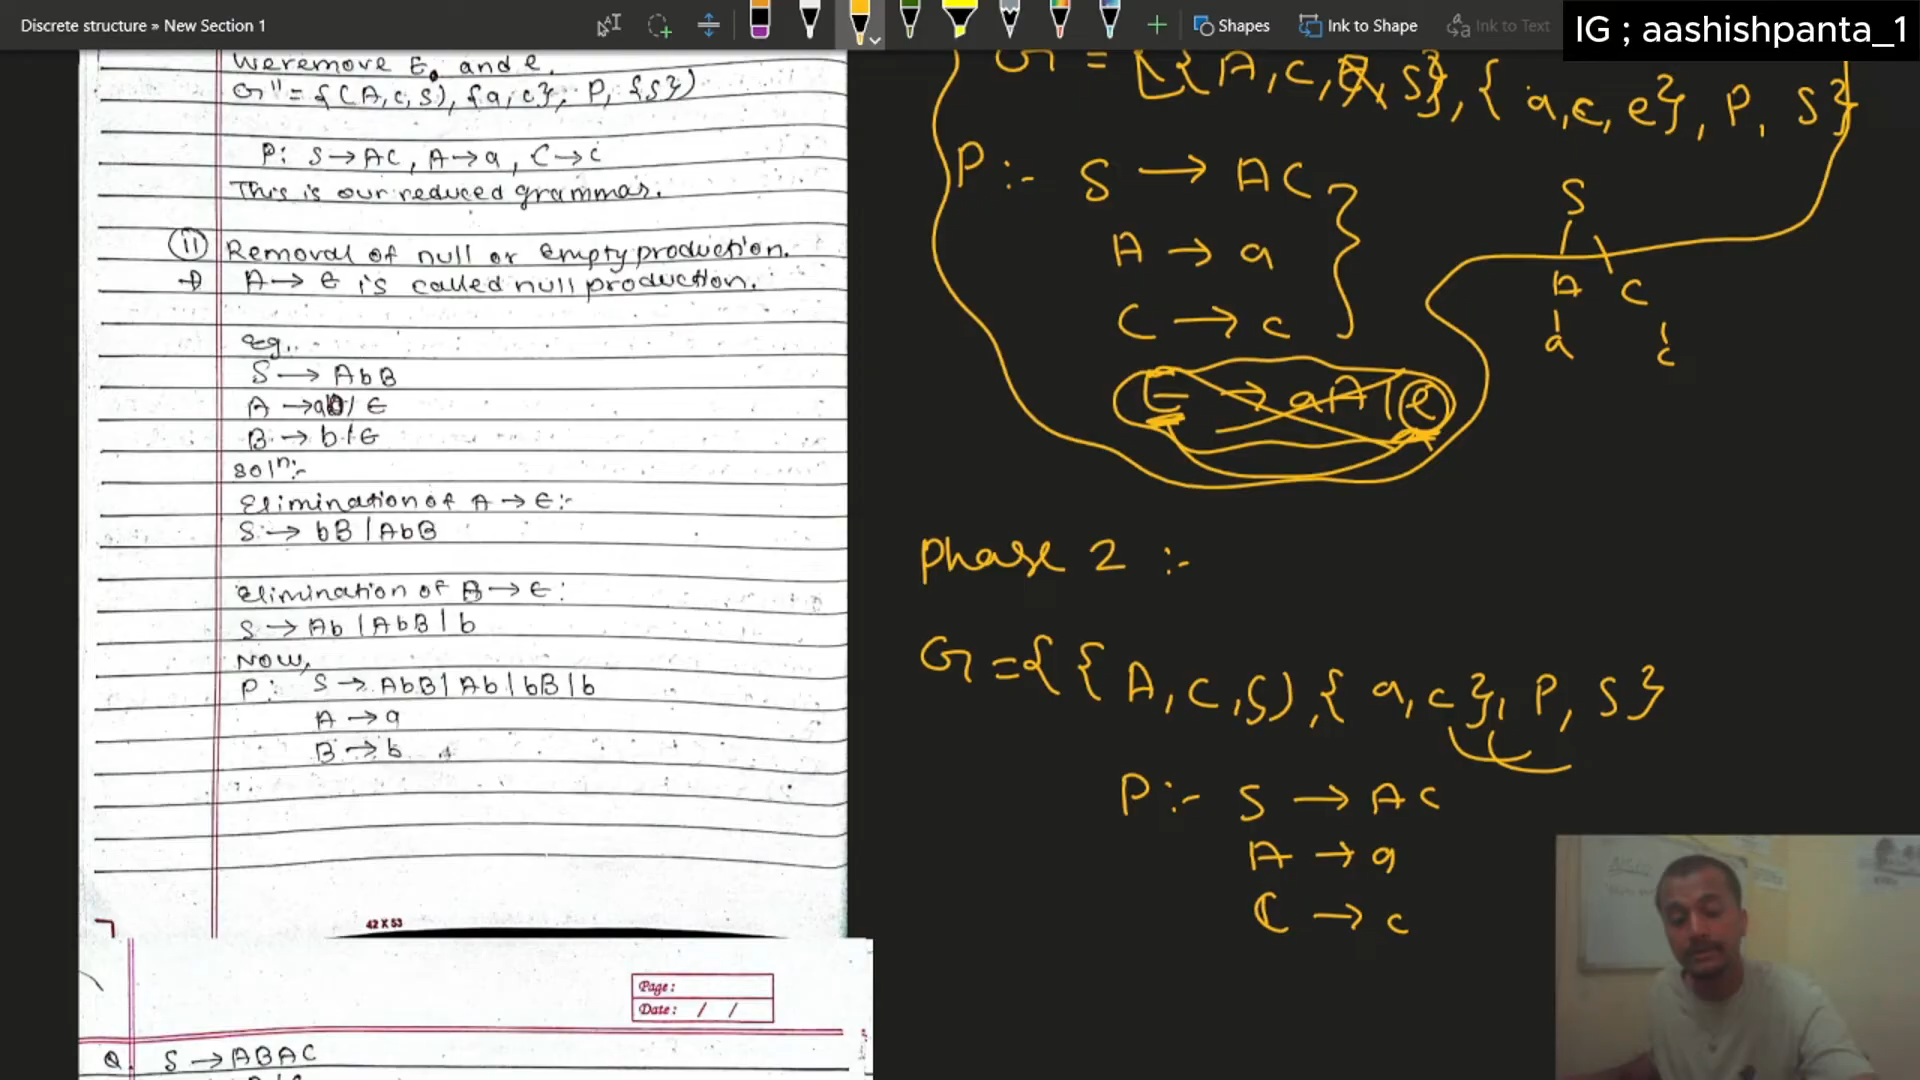 Discrete structure » New Section 1
Shapes
Ink to Shape
Ink to Text
IG ; aashishpanta_1
We remove E, and e.
G" = {(A, C, S), {a, c}, P, {S})
P: S → AC, A → a, C → c
This is our reduced grammas.
(ii) Removal of null or empty production.
→ A → ∈ is called null production.
eg..
S → AbB
A → a / ∈
B → b / ∈
Solⁿ:-
Elimination of A → ∈:-
S → bB | AbB
Elimination of B → ∈:
S → Ab | AbB | b
Now,
P: S → AbB | Ab | bB | b
A → a
B → b
42 X 53
Page:
Date: / /
Q. S → ABAC
G = [{A, C, S}, {a, c, e}, P, S}
P :- S → AC
A → a
C → c
E → aA | e
S
A C
a c
Phase 2 :-
G = { { A, C, S), { a, c }, P, S }
P :- S → AC
A → a
C → c